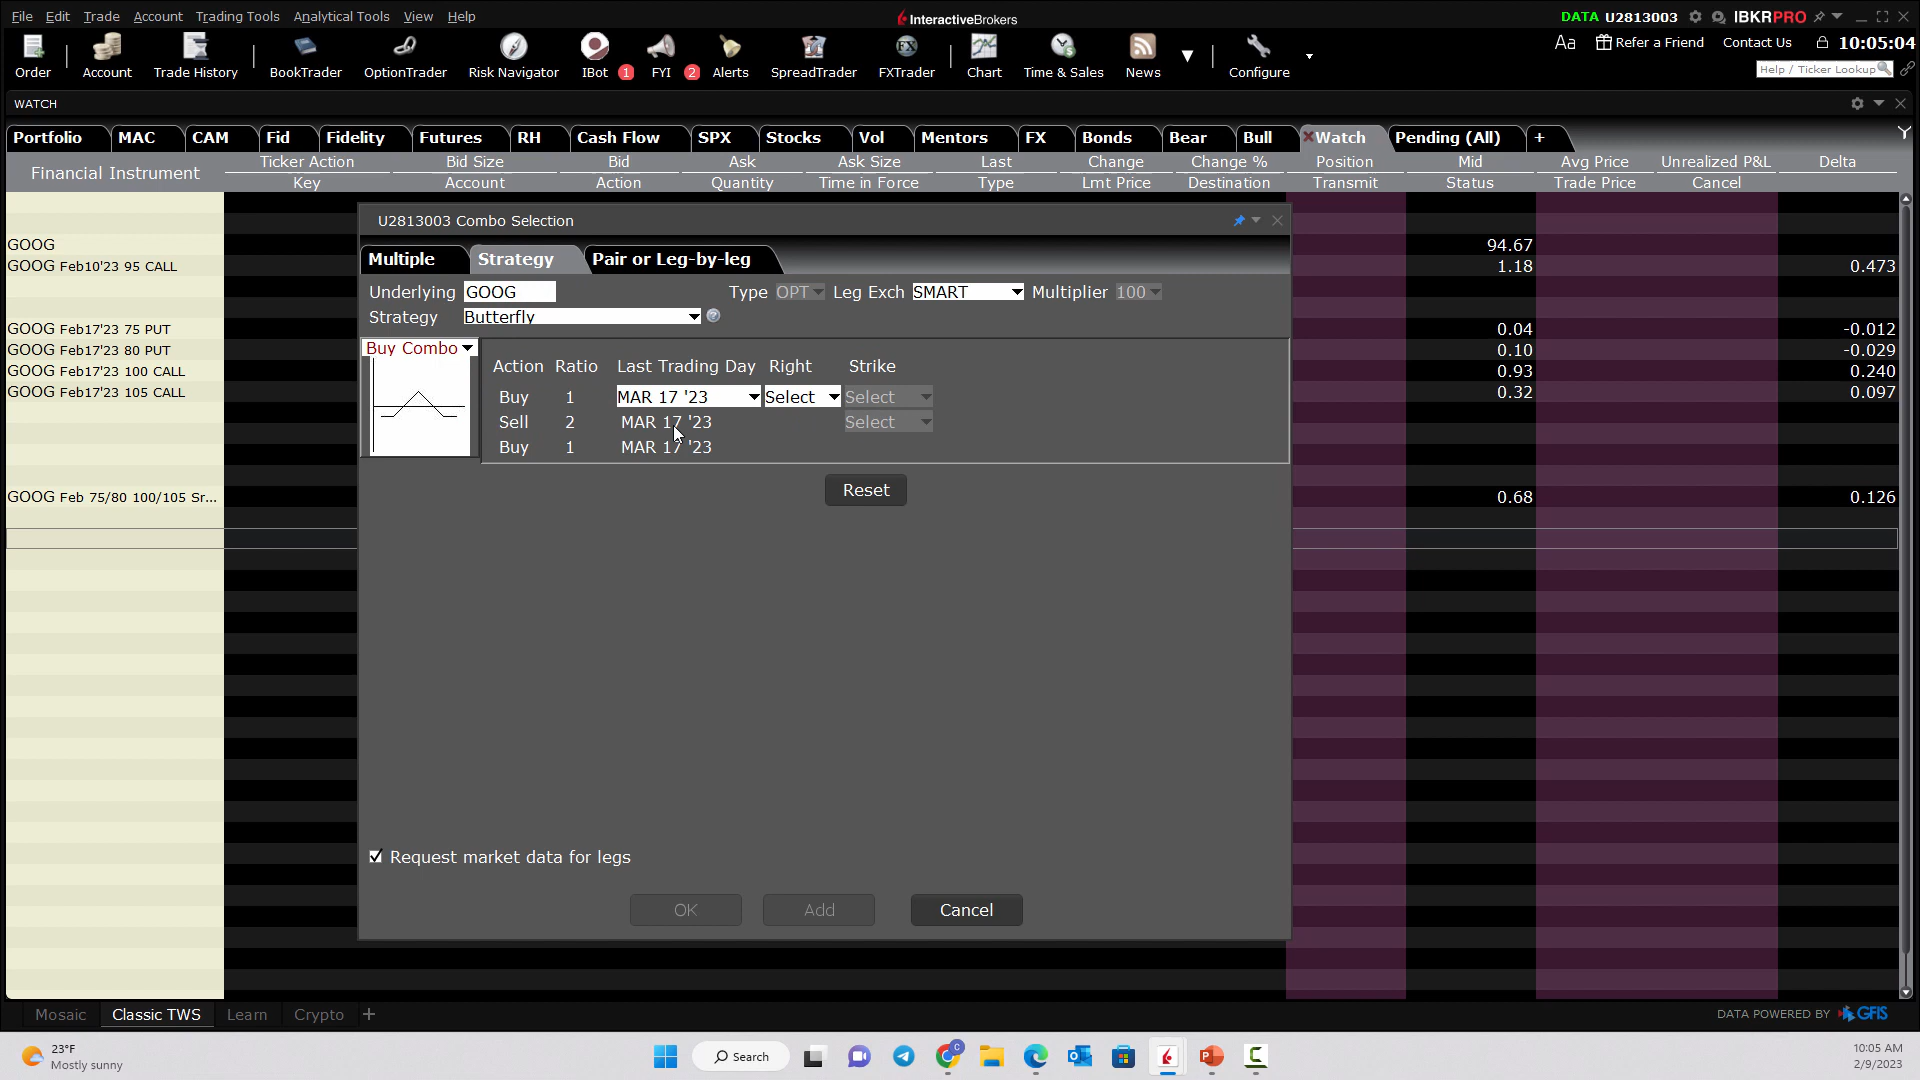 File Edit Trade Account Trading Tools Analytical Tools View Help
InteractiveBrokers
DATA U2813003 IBKRPRO
Order Account Trade History BookTrader OptionTrader Risk Navigator IBot 1 FYI 2 Alerts SpreadTrader FXTrader Chart Time & Sales News Configure
Aa Refer a Friend Contact Us 10:05:04
Help / Ticker Lookup
WATCH
Portfolio MAC CAM Fid Fidelity Futures RH Cash Flow SPX Stocks Vol Mentors FX Bonds Bear Bull Watch Pending (All) +
Financial Instrument
Ticker Action Bid Size Bid Ask Ask Size Last Change Change % Position Mid Avg Price Unrealized P&L Delta
Key Account Action Quantity Time in Force Type Lmt Price Destination Transmit Status Trade Price Cancel
GOOG 94.67
GOOG Feb10'23 95 CALL 1.18 0.473
GOOG Feb17'23 75 PUT 0.04 -0.012
GOOG Feb17'23 80 PUT 0.10 -0.029
GOOG Feb17'23 100 CALL 0.93 0.240
GOOG Feb17'23 105 CALL 0.32 0.097
GOOG Feb 75/80 100/105 Sr... 0.68 0.126
U2813003 Combo Selection
Multiple Strategy Pair or Leg-by-leg
Underlying GOOG Type OPT Leg Exch SMART Multiplier 100
Strategy Butterfly
Buy Combo
Action Ratio Last Trading Day Right Strike
Buy 1 MAR 17 '23 Select Select
Sell 2 MAR 17 '23 Select
Buy 1 MAR 17 '23
Reset
Request market data for legs
OK Add Cancel
Mosaic Classic TWS Learn Crypto +
DATA POWERED BY GFIS
23°F
Mostly sunny
Search
10:05 AM
2/9/2023